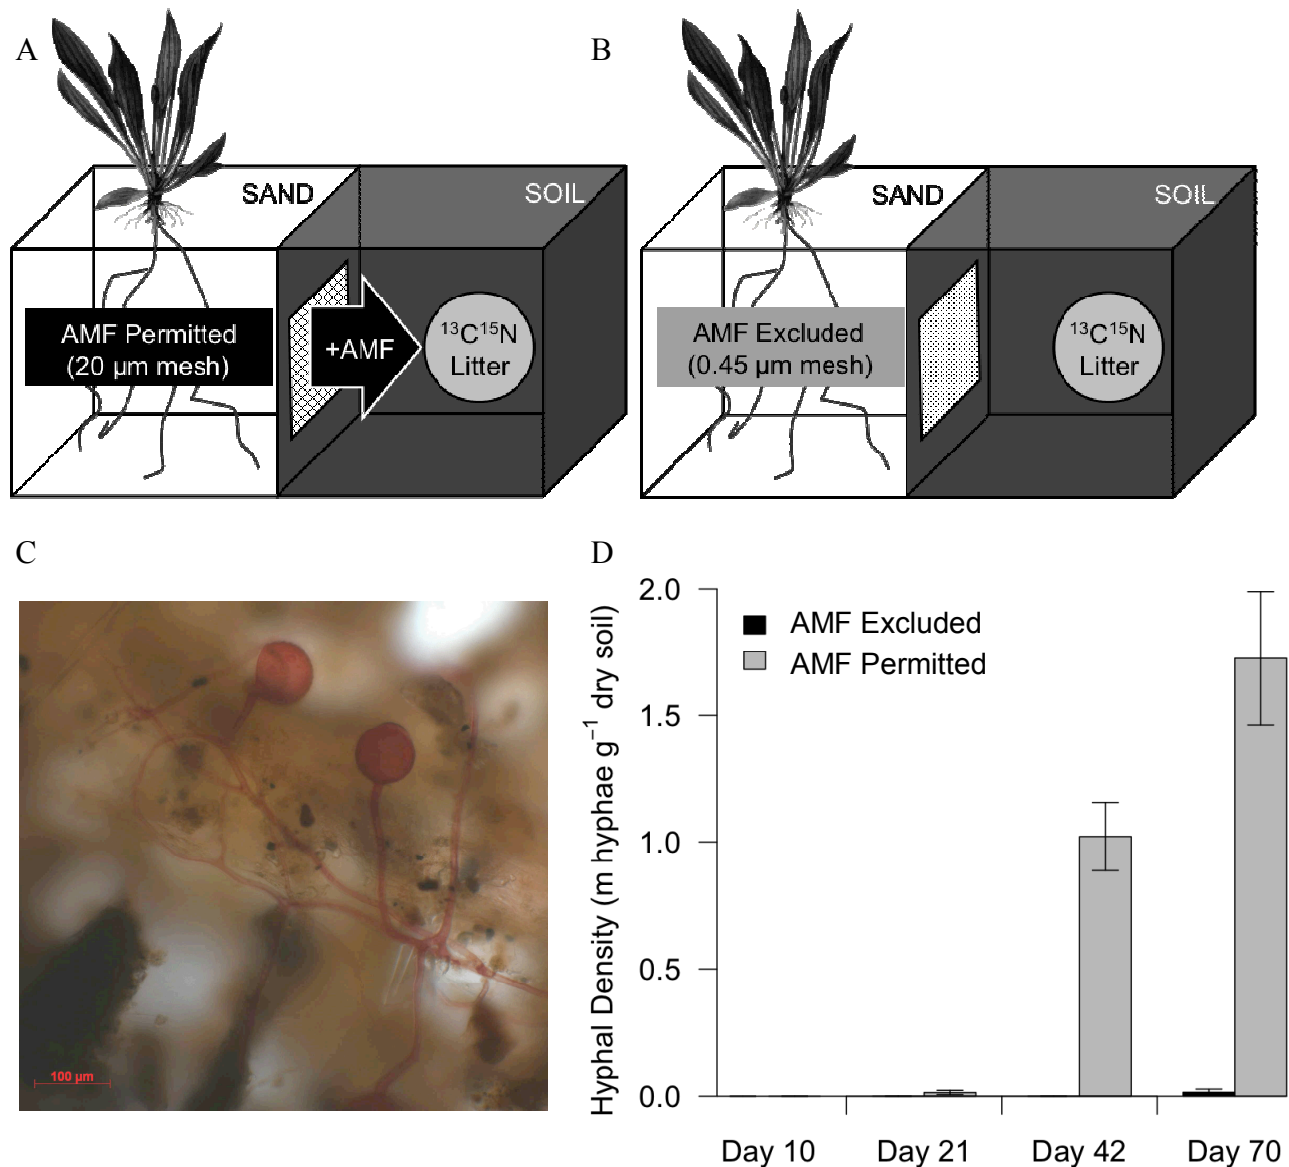 A
SAND
SOIL
AMF Permitted
(20 µm mesh)
+AMF
¹³C¹⁵N
Litter
B
SAND
SOIL
AMF Excluded
(0.45 µm mesh)
¹³C¹⁵N
Litter
C
100 µm
D
Hyphal Density (m hyphae g⁻¹ dry soil)
2.0
1.5
1.0
0.5
0.0
AMF Excluded
AMF Permitted
Day 10
Day 21
Day 42
Day 70